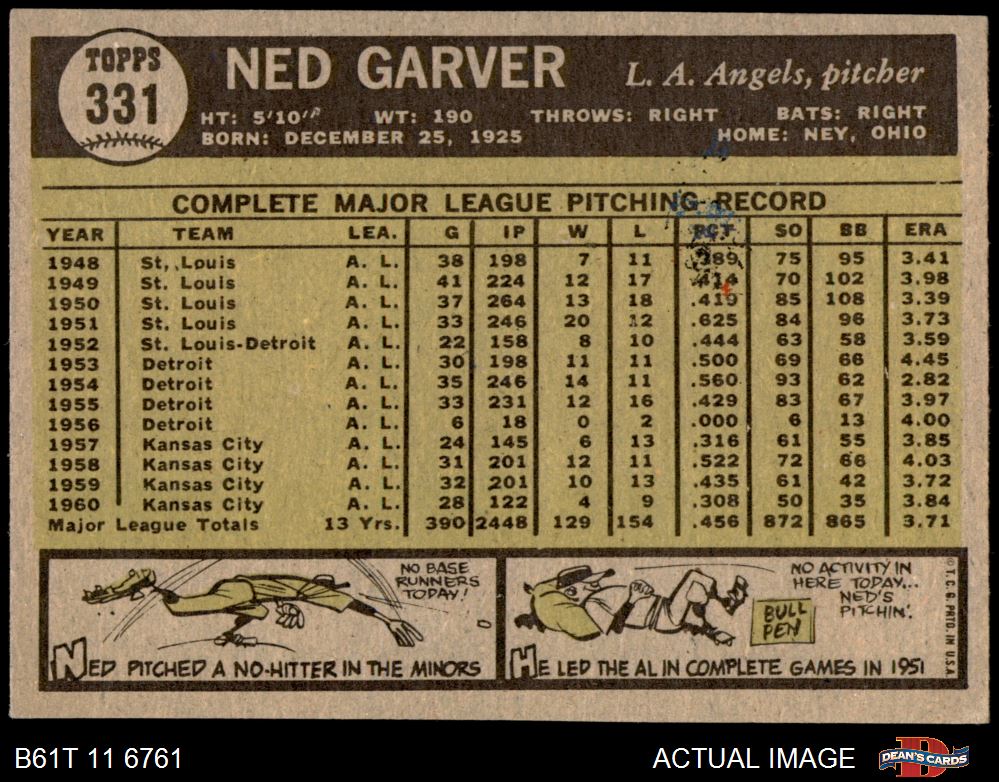 TOPPS
331
NED GARVER
L. A. Angels, pitcher
HT: 5'10" WT: 190 THROWS: RIGHT BATS: RIGHT
BORN: DECEMBER 25, 1925 HOME: NEY, OHIO
COMPLETE MAJOR LEAGUE PITCHING RECORD
YEAR TEAM LEA. G IP W L PCT SO BB ERA
1948 St. Louis A. L. 38 198 7 11 .389 75 95 3.41
1949 St. Louis A. L. 41 224 12 17 .414 70 102 3.98
1950 St. Louis A. L. 37 264 13 18 .419 85 108 3.39
1951 St. Louis A. L. 33 246 20 12 .625 84 96 3.73
1952 St. Louis-Detroit A. L. 22 158 8 10 .444 63 58 3.59
1953 Detroit A. L. 30 198 11 11 .500 69 66 4.45
1954 Detroit A. L. 35 246 14 11 .560 93 62 2.82
1955 Detroit A. L. 33 231 12 16 .429 83 67 3.97
1956 Detroit A. L. 6 18 0 2 .000 6 13 4.00
1957 Kansas City A. L. 24 145 6 13 .316 61 55 3.85
1958 Kansas City A. L. 31 201 12 11 .522 72 66 4.03
1959 Kansas City A. L. 32 201 10 13 .435 61 42 3.72
1960 Kansas City A. L. 28 122 4 9 .308 50 35 3.84
Major League Totals 13 Yrs. 390 2448 129 154 .456 872 865 3.71
NO BASE
RUNNERS
TODAY!
NED PITCHED A NO-HITTER IN THE MINORS
NO ACTIVITY IN
HERE TODAY...
NED'S
PITCHIN'.
BULL
PEN
HE LED THE AL IN COMPLETE GAMES IN 1951
© T. C. G. PRTD. IN U.S.A.
B61T 11 6761
ACTUAL IMAGE
DEAN'S CARDS